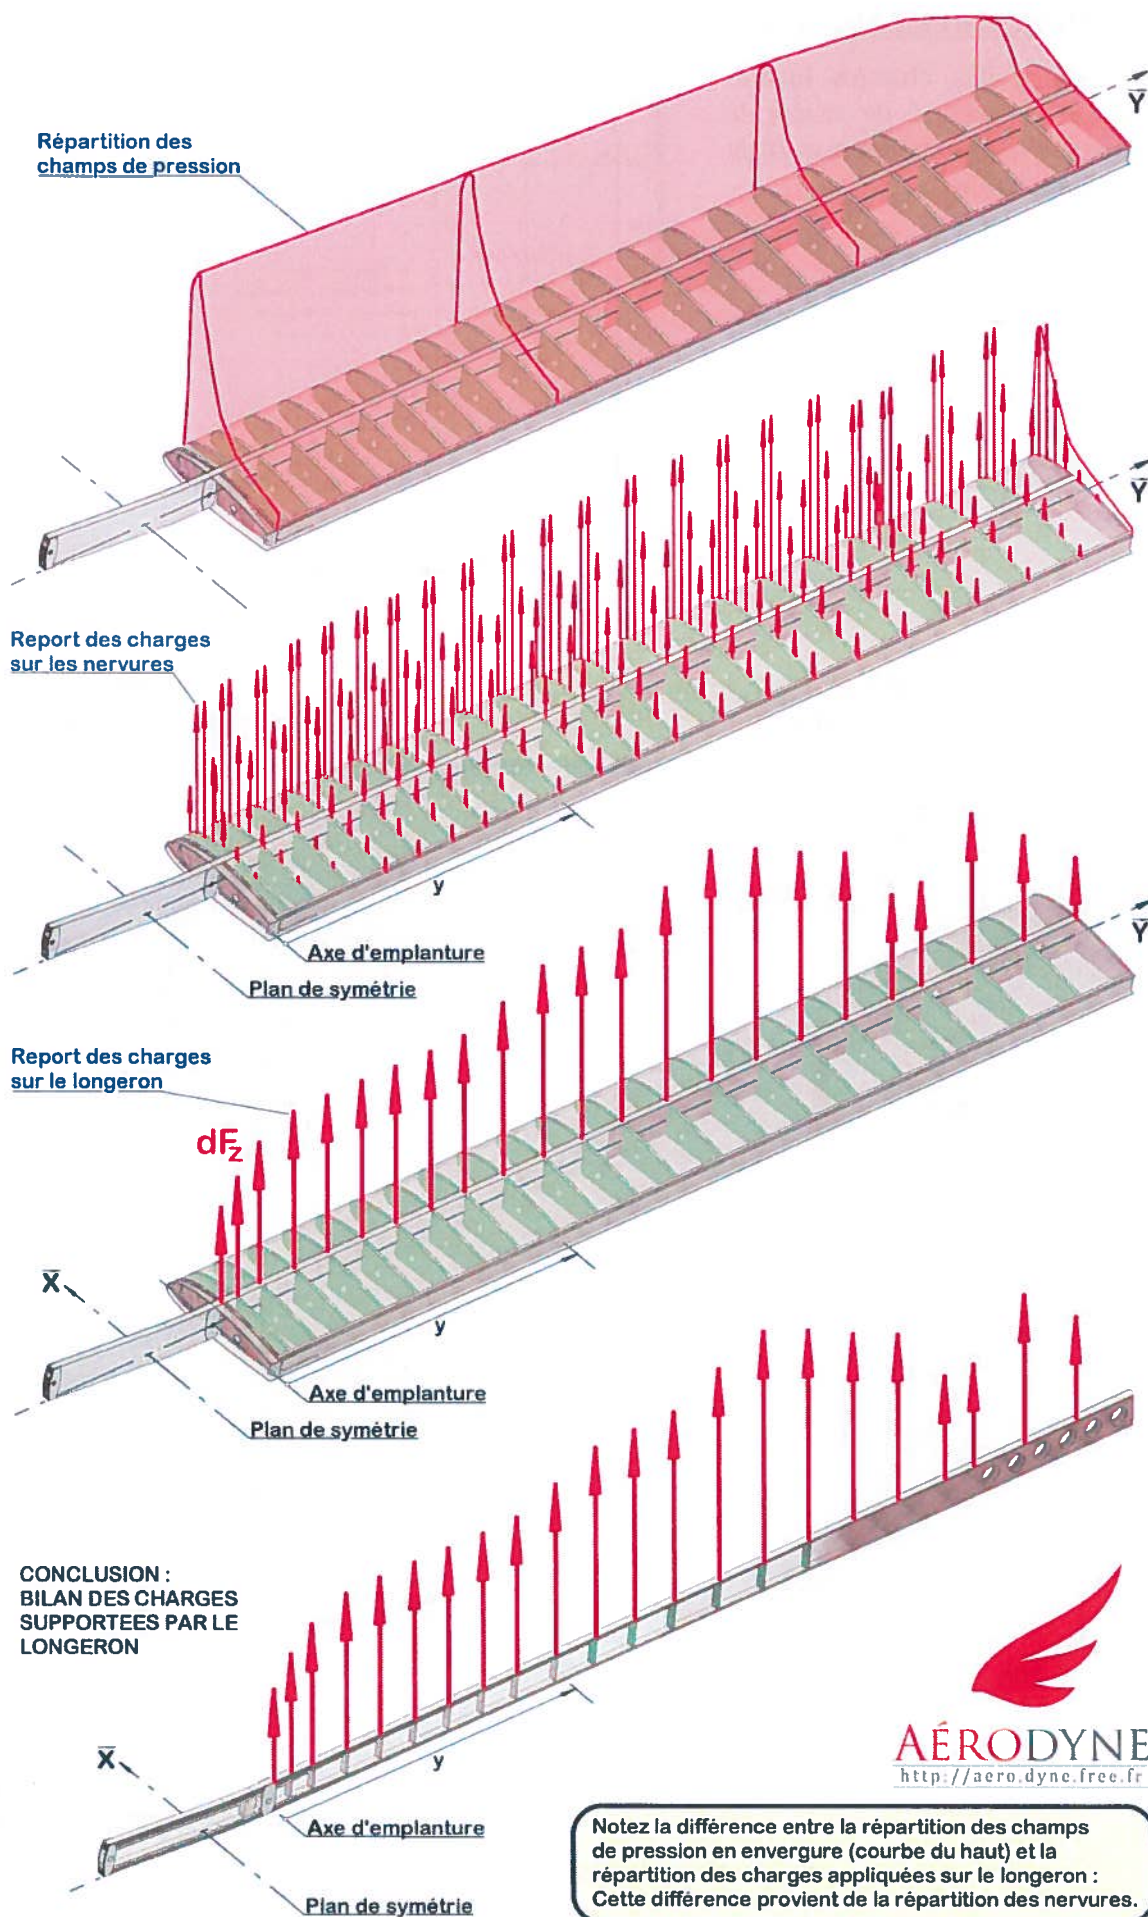 Y
Répartition des
champs de pression
Y
Report des charges
sur les nervures
y
Axe d'emplanture
Plan de symétrie
Y
Report des charges
sur le longeron
dFz
X
y
Axe d'emplanture
Plan de symétrie
CONCLUSION :
BILAN DES CHARGES
SUPPORTEES PAR LE
LONGERON
X
y
AÉRODYNE
http://aero.dyne.free.fr
Axe d'emplanture
Plan de symétrie
Notez la différence entre la répartition des champs
de pression en envergure (courbe du haut) et la
répartition des charges appliquées sur le longeron :
Cette différence provient de la répartition des nervures.